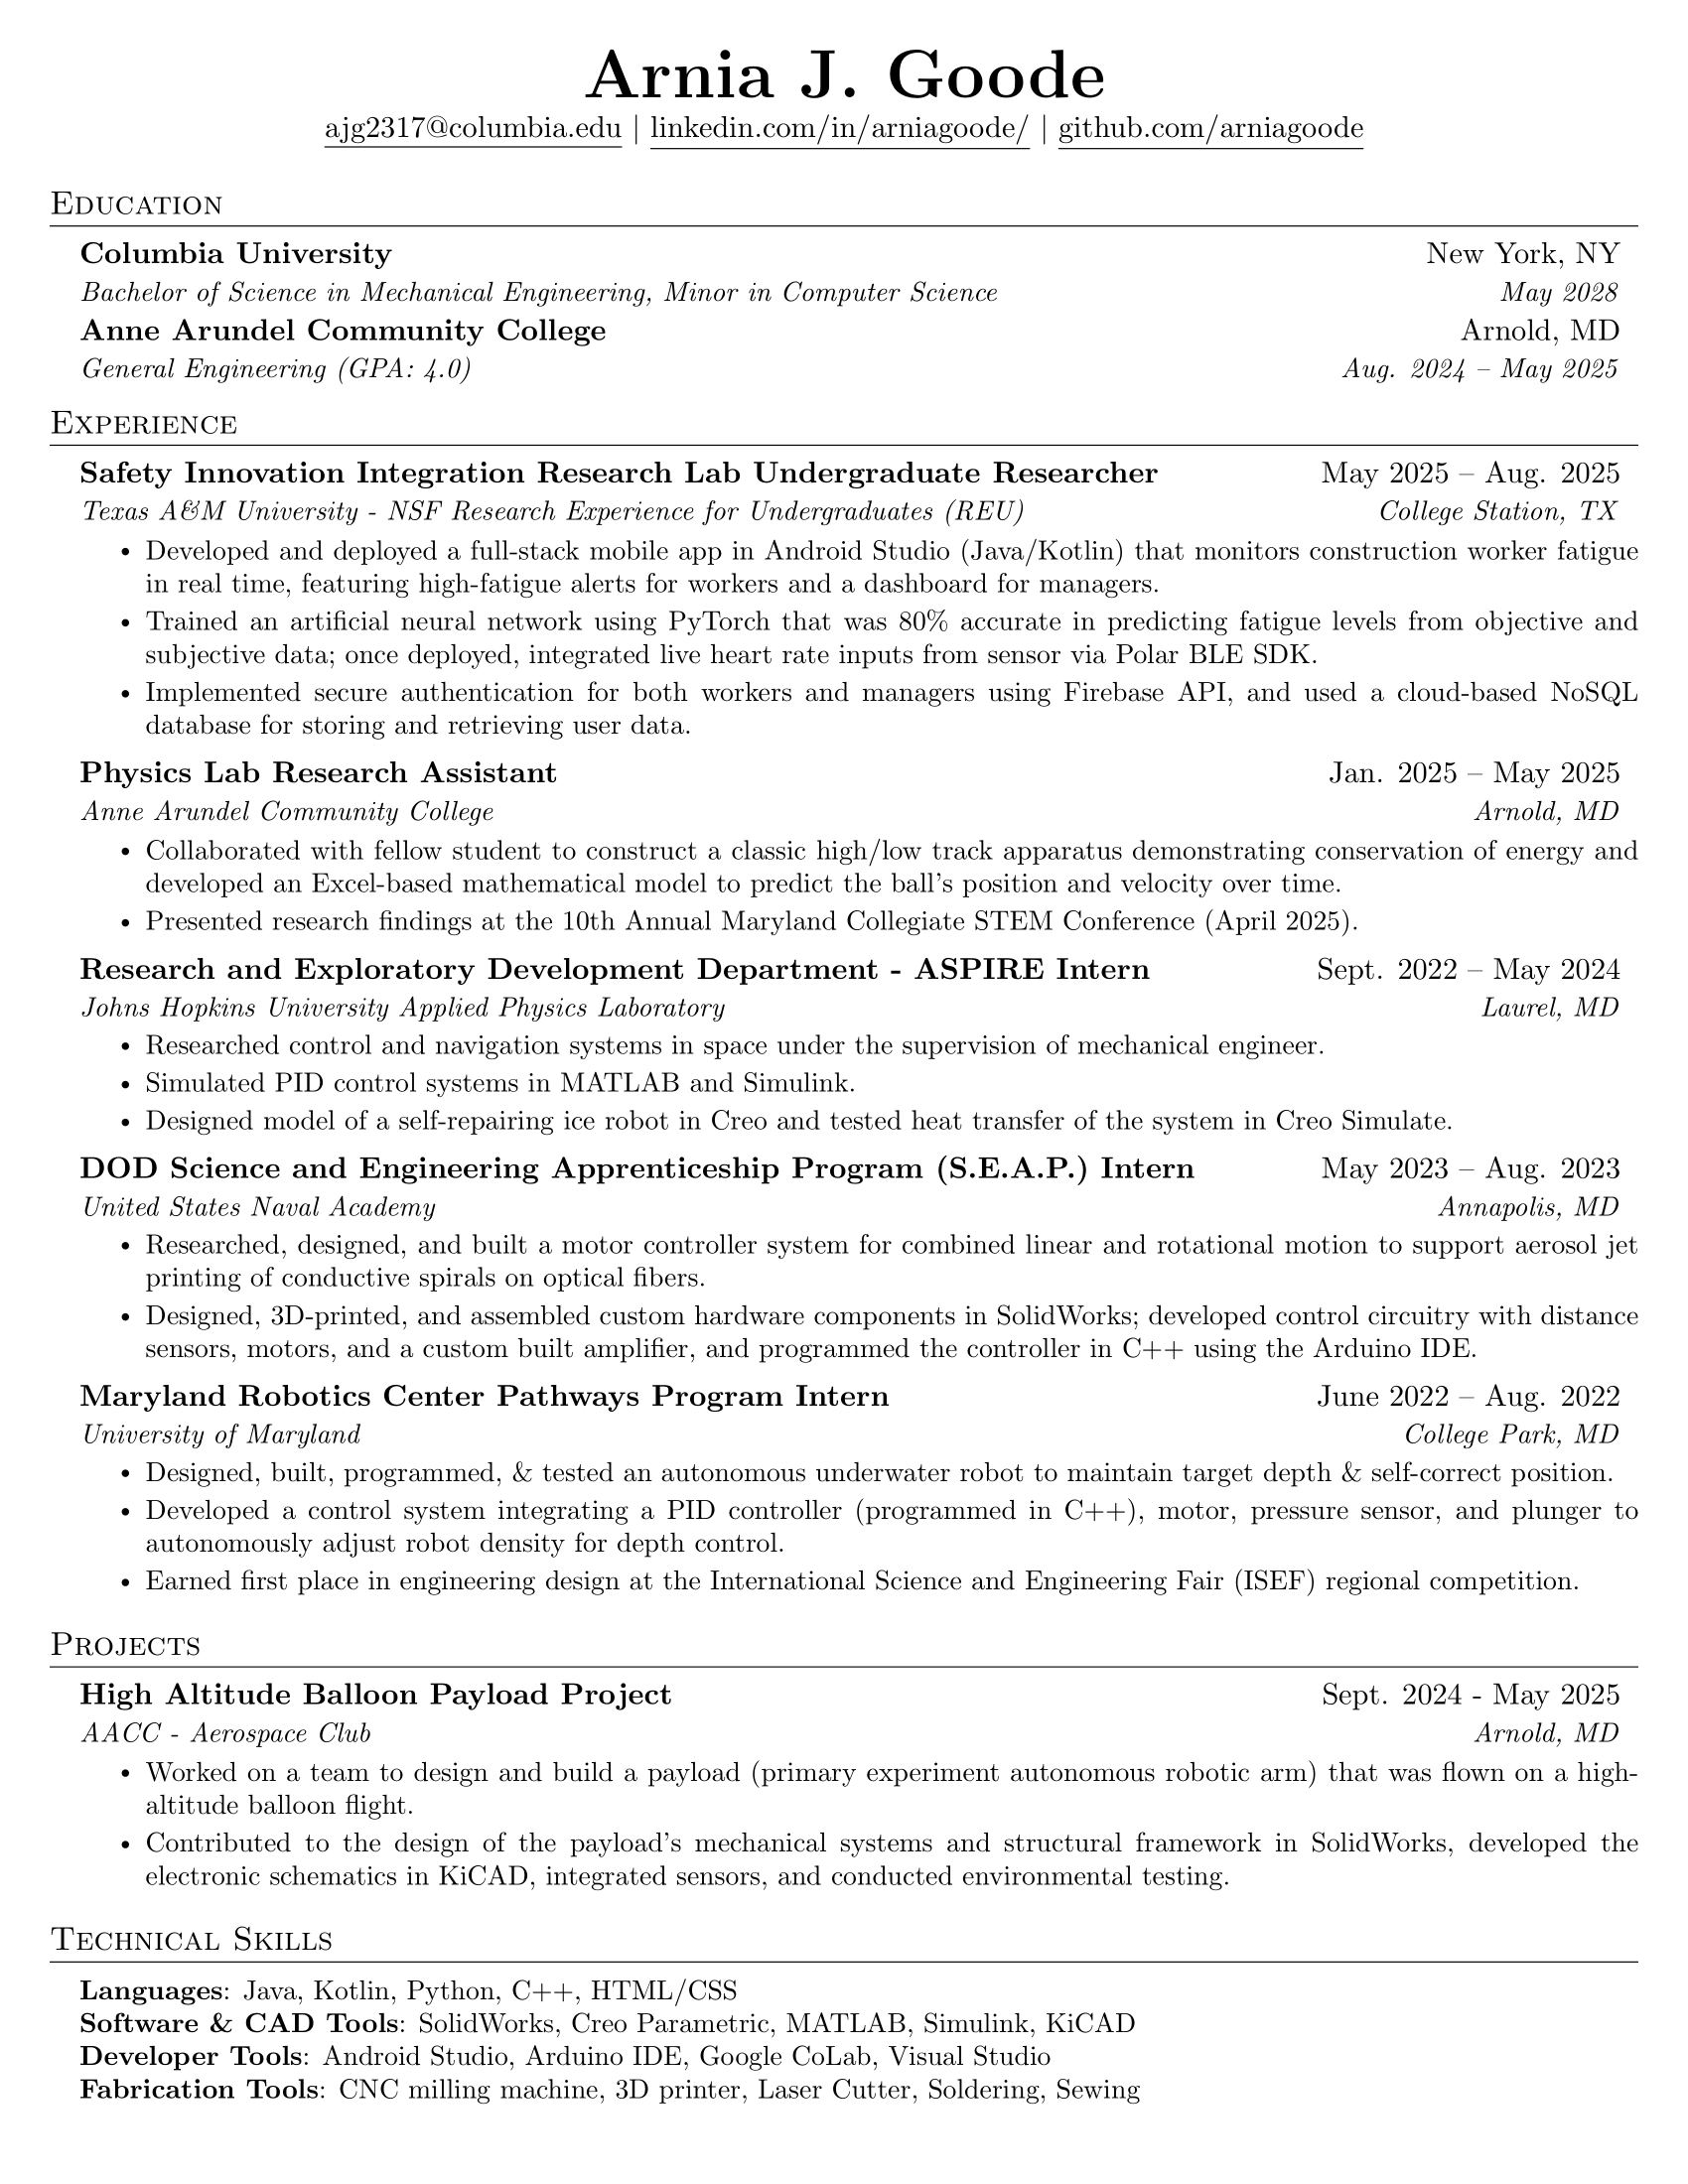 Arnia J. Goode
ajg2317@columbia.edu | linkedin.com/in/arniagoode/ | github.com/arniagoode
Education
Columbia University New York, NY
Bachelor of Science in Mechanical Engineering, Minor in Computer Science May 2028
Anne Arundel Community College Arnold, MD
General Engineering (GPA: 4.0) Aug. 2024 – May 2025
Experience
Safety Innovation Integration Research Lab Undergraduate Researcher May 2025 – Aug. 2025
Texas A&M University - NSF Research Experience for Undergraduates (REU) College Station, TX
• Developed and deployed a full-stack mobile app in Android Studio (Java/Kotlin) that monitors construction worker fatigue
in real time, featuring high-fatigue alerts for workers and a dashboard for managers.
• Trained an artificial neural network using PyTorch that was 80% accurate in predicting fatigue levels from objective and
subjective data; once deployed, integrated live heart rate inputs from sensor via Polar BLE SDK.
• Implemented secure authentication for both workers and managers using Firebase API, and used a cloud-based NoSQL
database for storing and retrieving user data.
Physics Lab Research Assistant Jan. 2025 – May 2025
Anne Arundel Community College Arnold, MD
• Collaborated with fellow student to construct a classic high/low track apparatus demonstrating conservation of energy and
developed an Excel-based mathematical model to predict the ball's position and velocity over time.
• Presented research findings at the 10th Annual Maryland Collegiate STEM Conference (April 2025).
Research and Exploratory Development Department - ASPIRE Intern Sept. 2022 – May 2024
Johns Hopkins University Applied Physics Laboratory Laurel, MD
• Researched control and navigation systems in space under the supervision of mechanical engineer.
• Simulated PID control systems in MATLAB and Simulink.
• Designed model of a self-repairing ice robot in Creo and tested heat transfer of the system in Creo Simulate.
DOD Science and Engineering Apprenticeship Program (S.E.A.P.) Intern May 2023 – Aug. 2023
United States Naval Academy Annapolis, MD
• Researched, designed, and built a motor controller system for combined linear and rotational motion to support aerosol jet
printing of conductive spirals on optical fibers.
• Designed, 3D-printed, and assembled custom hardware components in SolidWorks; developed control circuitry with distance
sensors, motors, and a custom built amplifier, and programmed the controller in C++ using the Arduino IDE.
Maryland Robotics Center Pathways Program Intern June 2022 – Aug. 2022
University of Maryland College Park, MD
• Designed, built, programmed, & tested an autonomous underwater robot to maintain target depth & self-correct position.
• Developed a control system integrating a PID controller (programmed in C++), motor, pressure sensor, and plunger to
autonomously adjust robot density for depth control.
• Earned first place in engineering design at the International Science and Engineering Fair (ISEF) regional competition.
Projects
High Altitude Balloon Payload Project Sept. 2024 - May 2025
AACC - Aerospace Club Arnold, MD
• Worked on a team to design and build a payload (primary experiment autonomous robotic arm) that was flown on a high-
altitude balloon flight.
• Contributed to the design of the payload's mechanical systems and structural framework in SolidWorks, developed the
electronic schematics in KiCAD, integrated sensors, and conducted environmental testing.
Technical Skills
Languages: Java, Kotlin, Python, C++, HTML/CSS
Software & CAD Tools: SolidWorks, Creo Parametric, MATLAB, Simulink, KiCAD
Developer Tools: Android Studio, Arduino IDE, Google CoLab, Visual Studio
Fabrication Tools: CNC milling machine, 3D printer, Laser Cutter, Soldering, Sewing